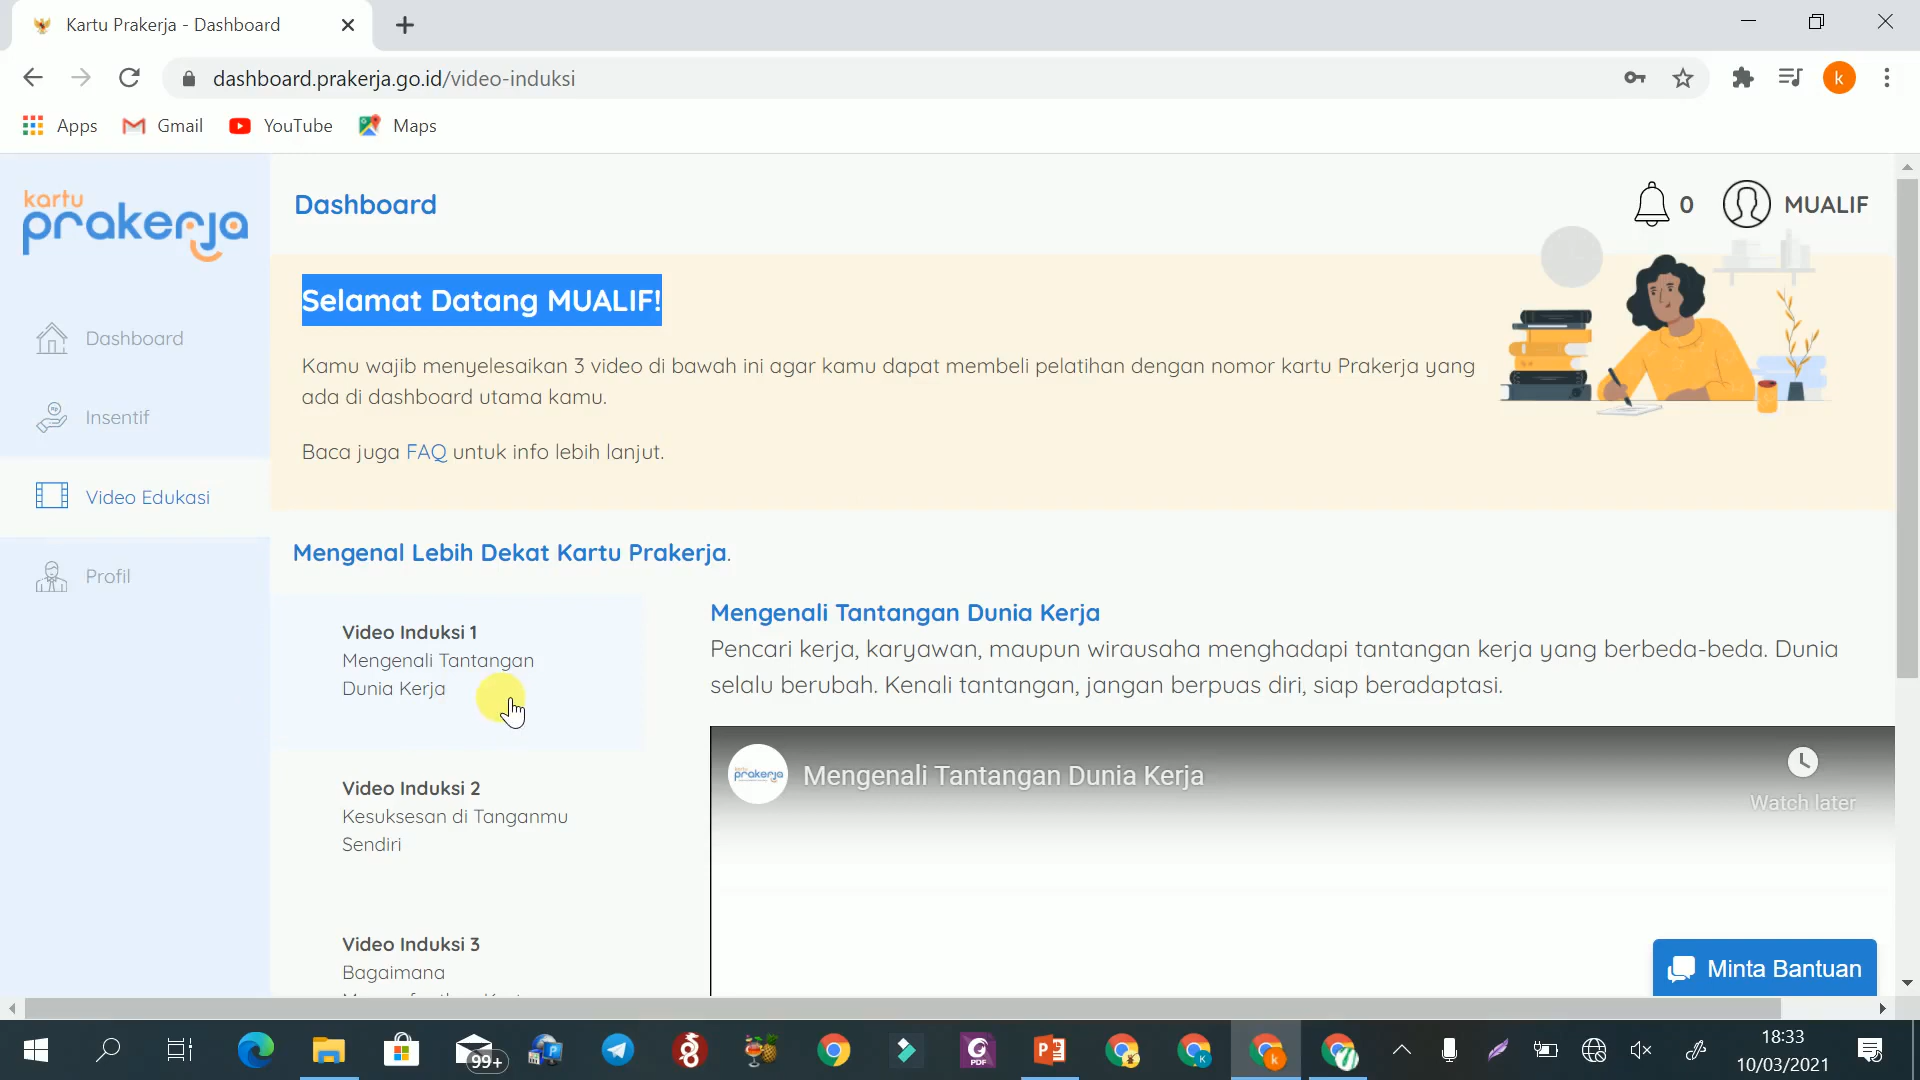 Kartu Prakerja - Dashboard
dashboard.prakerja.go.id/video-induksi
k
Apps
Gmail
YouTube
Maps
kartu
prakerja
Dashboard
0
MUALIF
Selamat Datang MUALIF!
Kamu wajib menyelesaikan 3 video di bawah ini agar kamu dapat membeli pelatihan dengan nomor kartu Prakerja yang
ada di dashboard utama kamu.
Baca juga FAQ untuk info lebih lanjut.
Dashboard
Insentif
Video Edukasi
Profil
Mengenal Lebih Dekat Kartu Prakerja.
Video Induksi 1
Mengenali Tantangan
Dunia Kerja
Video Induksi 2
Kesuksesan di Tanganmu
Sendiri
Video Induksi 3
Bagaimana
Mengenali Tantangan Dunia Kerja
Pencari kerja, karyawan, maupun wirausaha menghadapi tantangan kerja yang berbeda-beda. Dunia
selalu berubah. Kenali tantangan, jangan berpuas diri, siap beradaptasi.
kartu
prakerja
Mengenali Tantangan Dunia Kerja
Watch later
Minta Bantuan
99+
PDF
18:33
10/03/2021